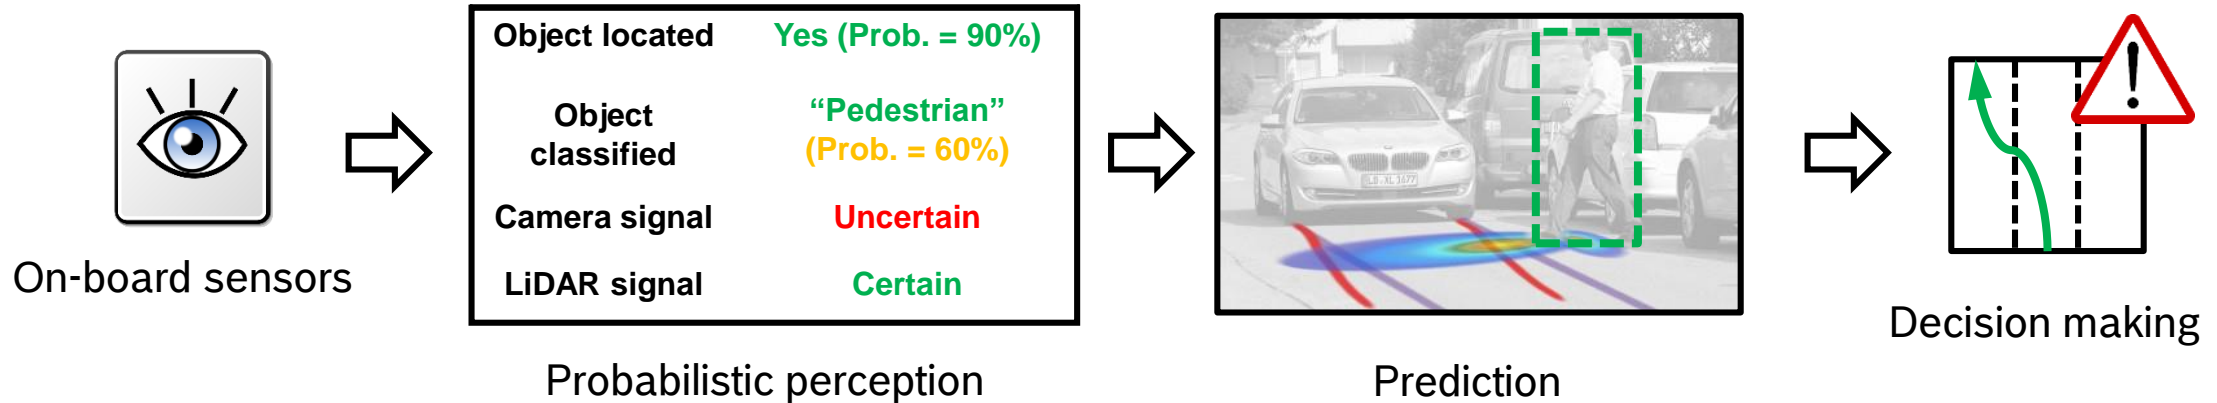 Object located Yes (Prob. = 90%)
Object classified “Pedestrian” (Prob. = 60%)
Camera signal Uncertain
LiDAR signal Certain
On-board sensors
Probabilistic perception
Prediction
Decision making